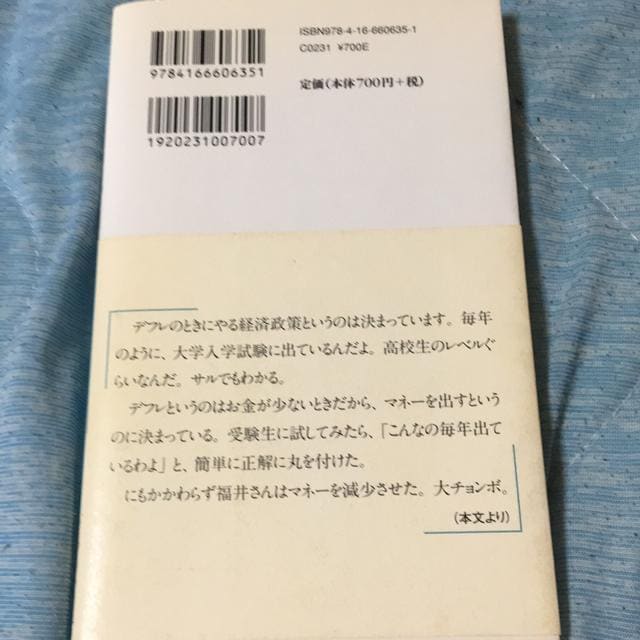 ISBN978-4-16-660635-1
C0231 ¥700E
9784166606351
定価(本体700円+税)
1920231007007
デフレのときにやる経済政策というのは決まっています。毎年
のように、大学入学試験に出ているんだよ。高校生のレベルぐ
らいなんだ。サルでもわかる。
デフレというのはお金が少ないときだから、マネーを出すという
のに決まっている。受験生に試してみたら、「こんなの毎年出て
いるわよ」と、簡単に正解に丸を付けた。
にもかかわらず福井さんはマネーを減少させた。大チョンボ。
(本文より)